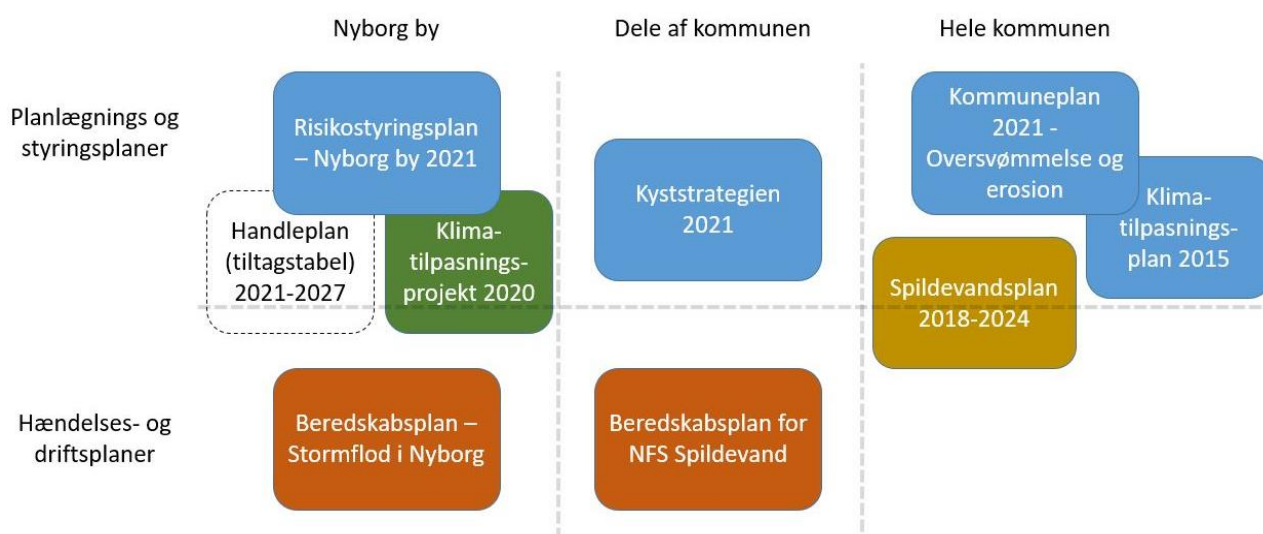 Nyborg by
Dele af kommunen
Hele kommunen
Planlægnings og
styringsplaner
Risikostyringsplan
– Nyborg by 2021
Handleplan
(tiltagstabel)
2021-2027
Klima-
tilpasnings-
projekt 2020
Kyststrategien
2021
Kommuneplan
2021 -
Oversvømmelse og
erosion
Klima-
tilpasnings-
plan 2015
Spildevandsplan
2018-2024
Hændelses- og
driftsplaner
Beredskabsplan –
Stormflod i Nyborg
Beredskabsplan for
NFS Spildevand